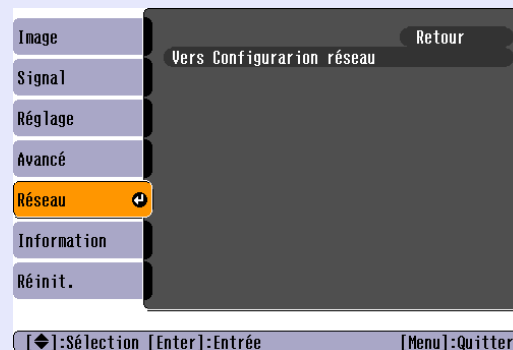 Image
Signal
Réglage
Avancé
Réseau
Information
Réinit.
Retour
Vers Configurarion réseau
[◆]:Sélection [Enter]:Entrée [Menu]:Quitter